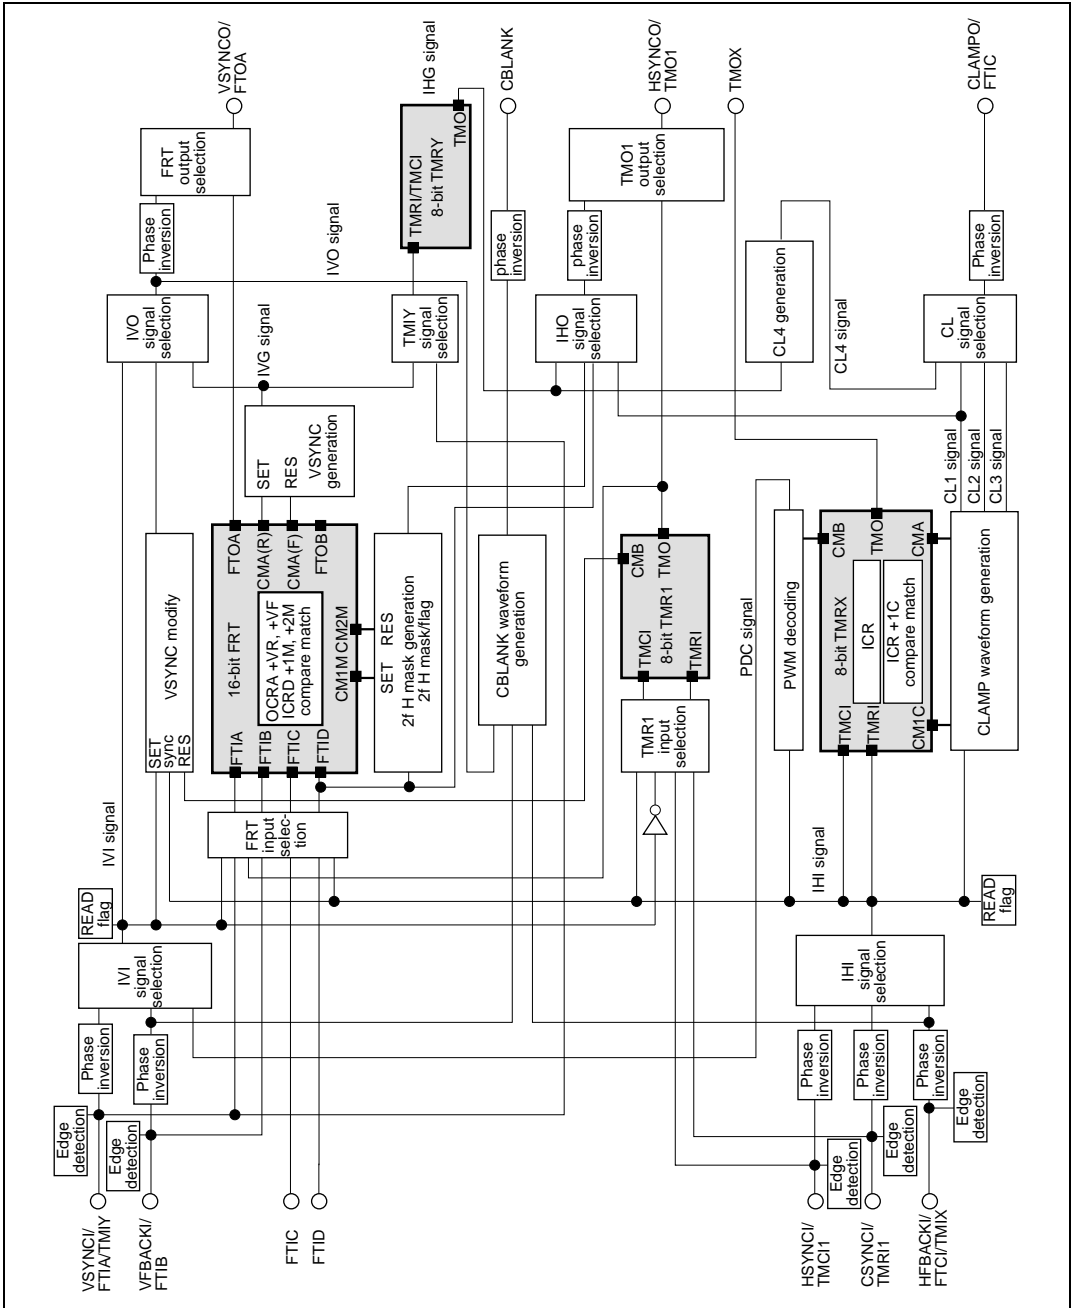 VSYNCO/
FTOA
IHG signal
CBLANK
HSYNCO/
TMO1
TMOX
CLAMPO/
FTIC
FRT
output
selection
TMRI/TMCI
8-bit TMRY
TMO
TMO1
output
selection
Phase
inversion
IVO signal
phase
inversion
phase
inversion
Phase
inversion
IVO
signal
selection
IVG signal
TMIY
signal
selection
IHO
signal
selection
CL4 generation
CL4 signal
CL
signal
selection
SET
RES
VSYNC
generation
CL1 signal
CL2 signal
CL3 signal
VSYNC modify
SET
sync
RES
16-bit FRT
FTOA
CMA(R)
CMA(F)
FTOB
OCRA +VR, +VF
ICRD +1M, +2M
compare match
CM1M
CM2M
FTIA
FTIB
FTIC
FTID
SET
RES
2f H mask generation
2f H mask/flag
CBLANK waveform
generation
CMB
TMO
8-bit TMR1
TMCI
TMRI
PDC signal
PWM decoding
CMB
TMO
CMA
8-bit TMRX
ICR
ICR +1C
compare match
TMCI
TMRI
CM1C
CLAMP waveform generation
IVI signal
FRT
input
selec-
tion
TMR1
input
selection
IHI signal
READ
flag
READ
flag
IVI
signal
selection
IHI
signal
selection
Phase
inversion
Phase
inversion
Phase
inversion
Phase
inversion
Phase
inversion
Edge
detection
Edge
detection
Edge
detection
Edge
detection
Edge
detection
VSYNCI/
FTIA/TMIY
VFBACKI/
FTIB
FTIC
FTID
HSYNCI/
TMCI1
CSYNCI/
TMRI1
HFBACKI/
FTCI/TMIX